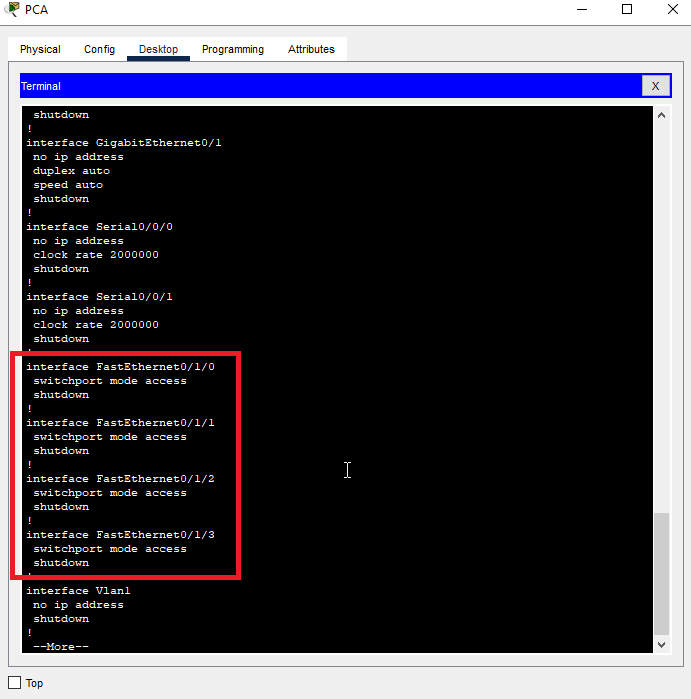 PCA
Physical Config Desktop Programming Attributes
Terminal X
shutdown
!
interface GigabitEthernet0/1
no ip address
duplex auto
speed auto
shutdown
!
interface Serial0/0/0
no ip address
clock rate 2000000
shutdown
!
interface Serial0/0/1
no ip address
clock rate 2000000
shutdown
!
interface FastEthernet0/1/0
switchport mode access
shutdown
!
interface FastEthernet0/1/1
switchport mode access
shutdown
!
interface FastEthernet0/1/2
switchport mode access
shutdown
!
interface FastEthernet0/1/3
switchport mode access
shutdown
!
interface Vlan1
no ip address
shutdown
!
--More--
Top